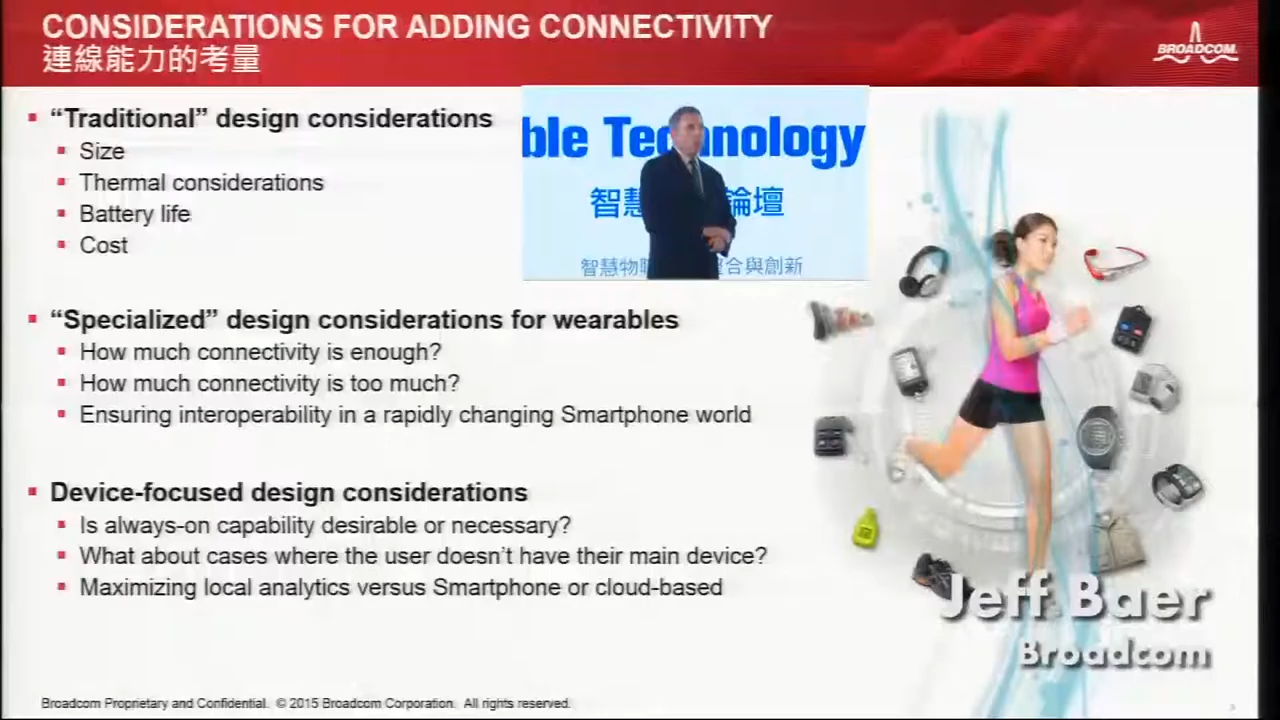 CONSIDERATIONS FOR ADDING CONNECTIVITY
連線能力的考量
BROADCOM.
“Traditional” design considerations
Size
Thermal considerations
Battery life
Cost
ble Technology
智慧 論壇
智慧物 整合與創新
“Specialized” design considerations for wearables
How much connectivity is enough?
How much connectivity is too much?
Ensuring interoperability in a rapidly changing Smartphone world
Device-focused design considerations
Is always-on capability desirable or necessary?
What about cases where the user doesn’t have their main device?
Maximizing local analytics versus Smartphone or cloud-based
Jeff Baer
Broadcom
Broadcom Proprietary and Confidential. © 2015 Broadcom Corporation. All rights reserved.